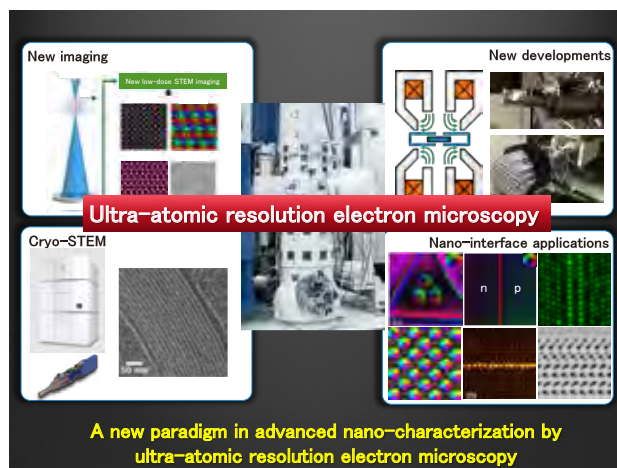 New imaging
New low-dose STEM imaging
New developments
Ultra-atomic resolution electron microscopy
Cryo-STEM
50 nm
Nano-interface applications
n
p
A new paradigm in advanced nano-characterization by
ultra-atomic resolution electron microscopy